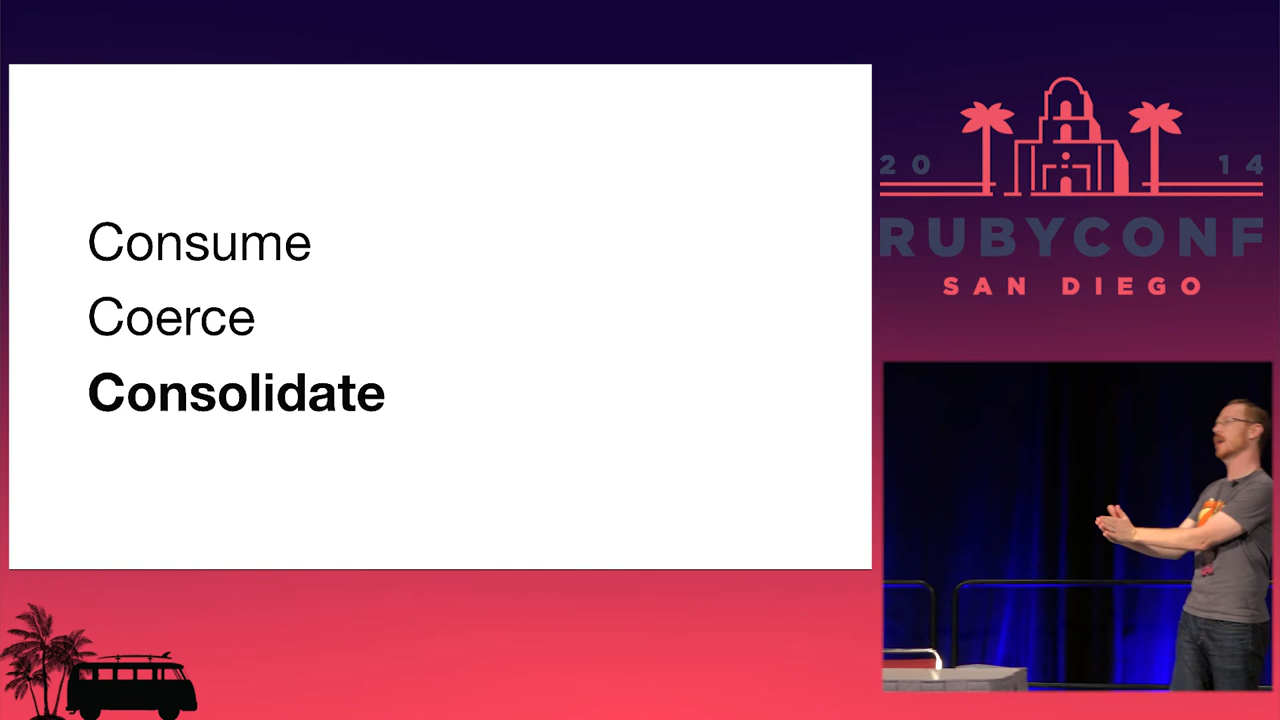 Consume
Coerce
Consolidate
20 14
RUBYCONF
SAN DIEGO